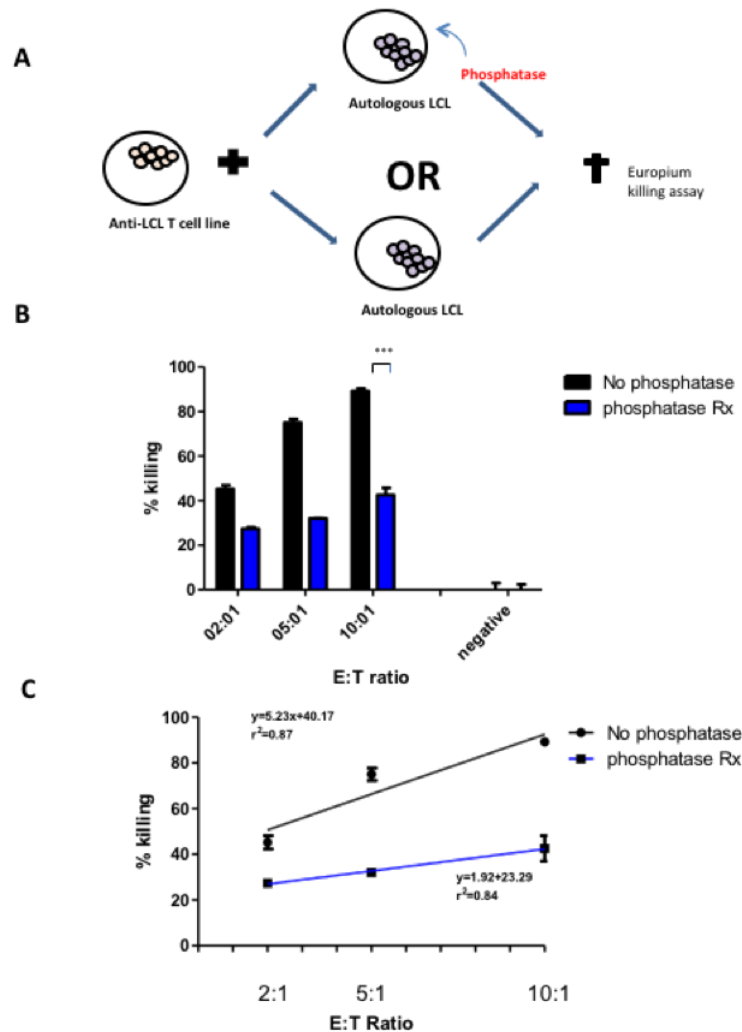 A
Phosphatase
Autologous LCL
OR
Europium
killing assay
Anti-LCL T cell line
Autologous LCL
B
***
100
80
60
40
20
0
% killing
No phosphatase
phosphatase Rx
02:01
05:01
10:01
negative
E:T ratio
C
y=5.23x+40.17
r²=0.87
100
80
60
40
20
0
% killing
No phosphatase
phosphatase Rx
y=1.92+23.29
r²=0.84
2:1
5:1
10:1
E:T Ratio